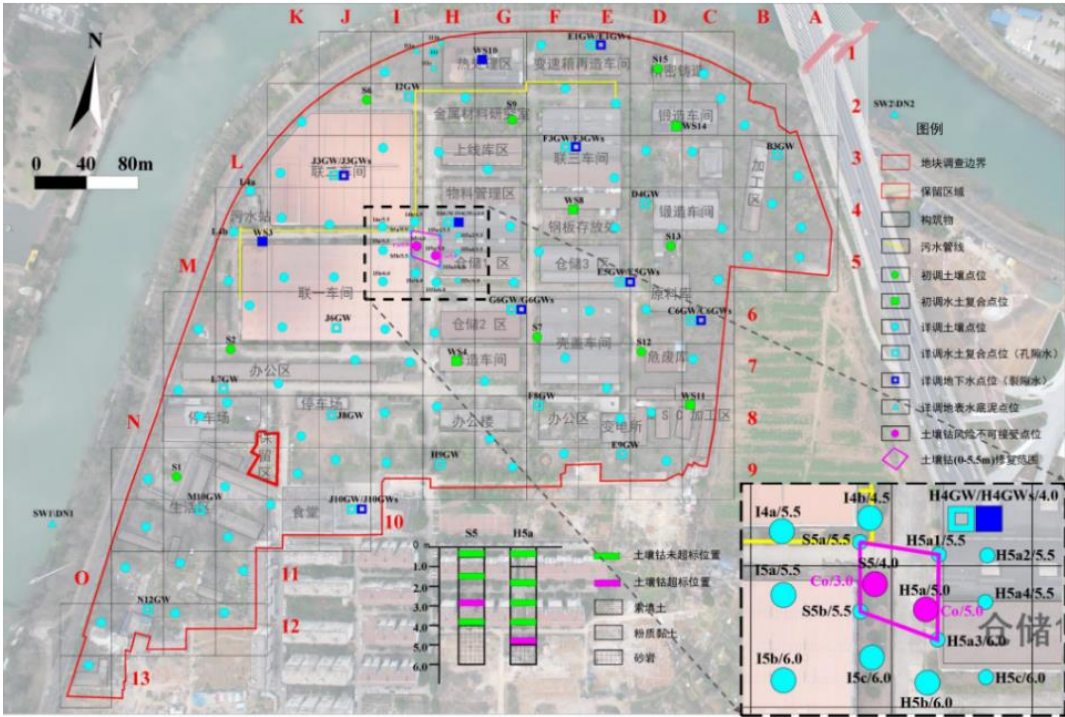 K J I H G F E D C B A
N
0 40 80m
L
M
N
O
1
2
3
4
5
6
7
8
9
10
11
12
13
WS10
热处理区
E1GW/E1GWs
变速箱再造车间
S15
精密铸造
I2GW
S6
金属材料研究室
S9
锻造车间
WS14
SW2\DN2
J3GW/J3GWs
上线库区
F3GW/F3GWs
联三车间
B3GW
加工区
L4a
物料管理区
WS8
D4GW
锻造车间
污水站
L4b
WS3
钢板存放处
S13
联一车间
仓储3 区
E5GW/E5GWs
原料库
J6GW
G6GW/G6GWs
仓储2 区
C6GW/C6GWs
S2
S7
壳盖车间
S12
危废库
WS4
办公区
L7GW
停车场
停车场
J8GW
办公楼
F8GW
办公区
变电所
WS11
加工区
保留区
H9GW
E9GW
S1
M10GW
生活区
J10GW/J10GWs
食堂
SW1\DN1
N12GW
图例
地块调查边界
保留区域
构筑物
污水管线
初调土壤点位
初调水土复合点位
详调土壤点位
详调水土复合点位（孔隙水）
详调地下水点位（裂隙水）
详调地表水底泥点位
土壤钴风险不可接受点位
土壤钴(0-5.5m)修复范围
S5 H5a
0 m
1.0
2.0
3.0
4.0
5.0
6.0
土壤钴未超标位置
土壤钴超标位置
素填土
粉质黏土
砂岩
I4b/4.5
H4GW/H4GWs/4.0
I4a/5.5
S5a/5.5
H5a1/5.5
H5a2/5.5
I5a/5.5
S5/4.0
Co/3.0
H5a/5.0
H5a4/5.5
Co/5.0
S5b/5.5
仓储
H5a3/6.0
I5b/6.0
I5c/6.0
H5b/6.0
H5c/6.0